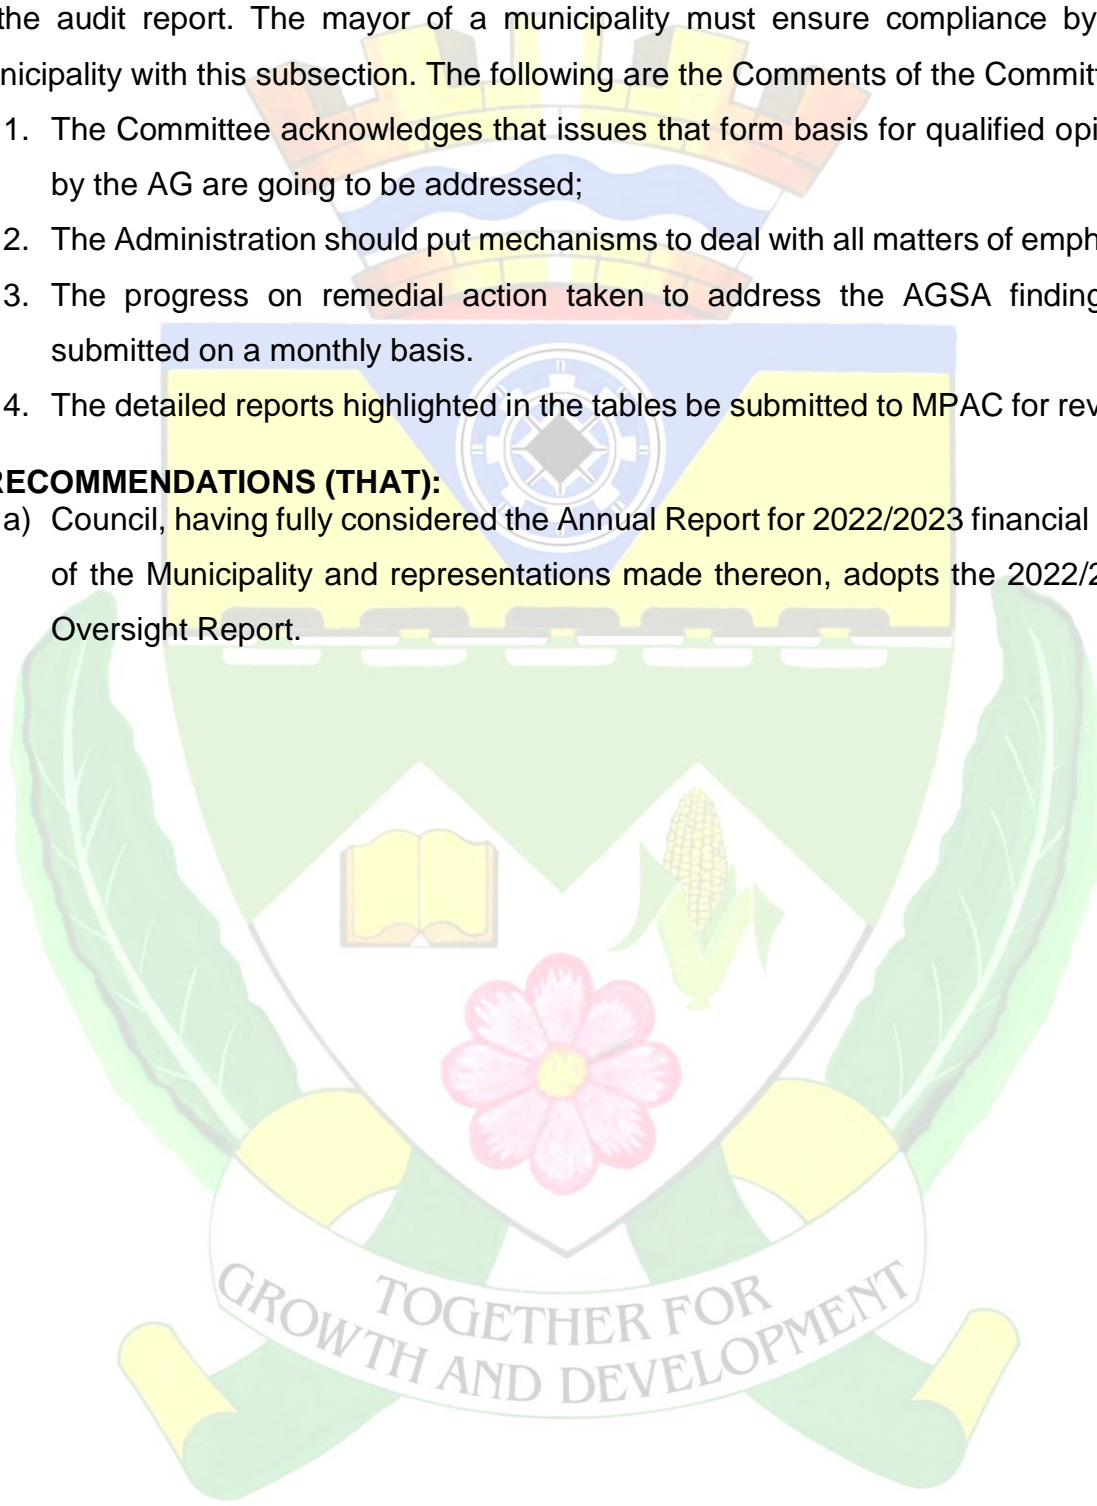 the audit report. The mayor of a municipality must ensure compliance by
nicipality with this subsection. The following are the Comments of the Committ
1. The Committee acknowledges that issues that form basis for qualified opi
by the AG are going to be addressed;
2. The Administration should put mechanisms to deal with all matters of emph
3. The progress on remedial action taken to address the AGSA finding
submitted on a monthly basis.
4. The detailed reports highlighted in the tables be submitted to MPAC for rev
RECOMMENDATIONS (THAT):
a) Council, having fully considered the Annual Report for 2022/2023 financial
of the Municipality and representations made thereon, adopts the 2022/2
Oversight Report.
TOGETHER FOR
GROWTH AND DEVELOPMENT